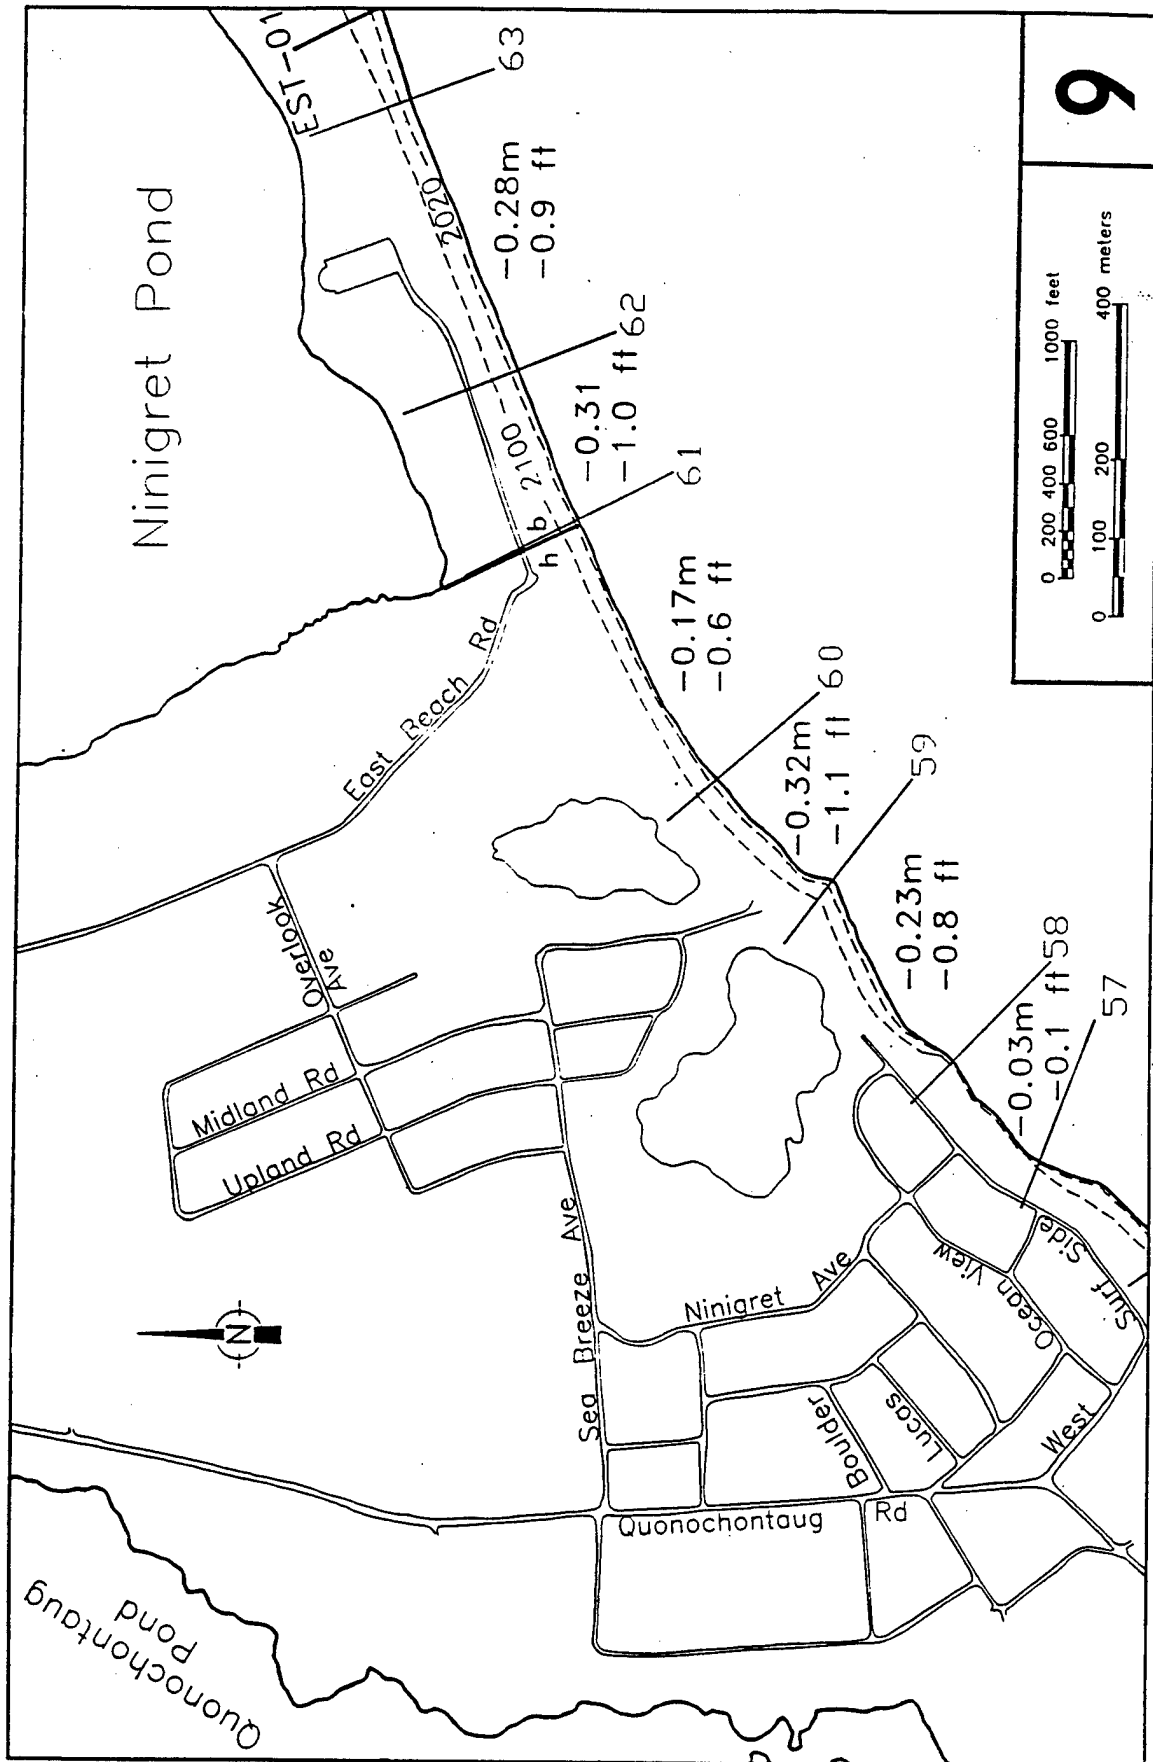 Ninigret Pond
EST-01
63
2020
-0.28m
-0.9 ft
62
2100
-0.31
-1.0 ft
61
h b
-0.17m
-0.6 ft
60
-0.32m
-1.1 ft
59
-0.23m
-0.8 ft
58
-0.03m
-0.1 ft
57
East Beach Rd
Overlook
Ave
Midland Rd
Upland Rd
Sea Breeze Ave
Ninigret Ave
Ocean View
Surf Side
Boulder
Lucas
West
Quonochontaug Rd
Quonochontaug
Pond
N
0 200 400 600 1000 feet
0 100 200 400 meters
9